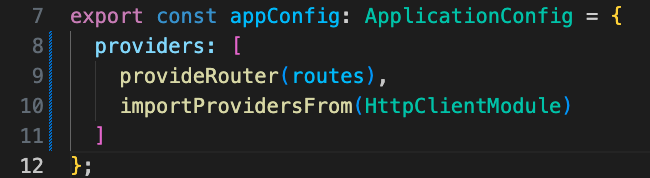 7 export const appConfig: ApplicationConfig = {
8 providers: [
9 provideRouter(routes),
10 importProvidersFrom(HttpClientModule)
11 ]
12 };